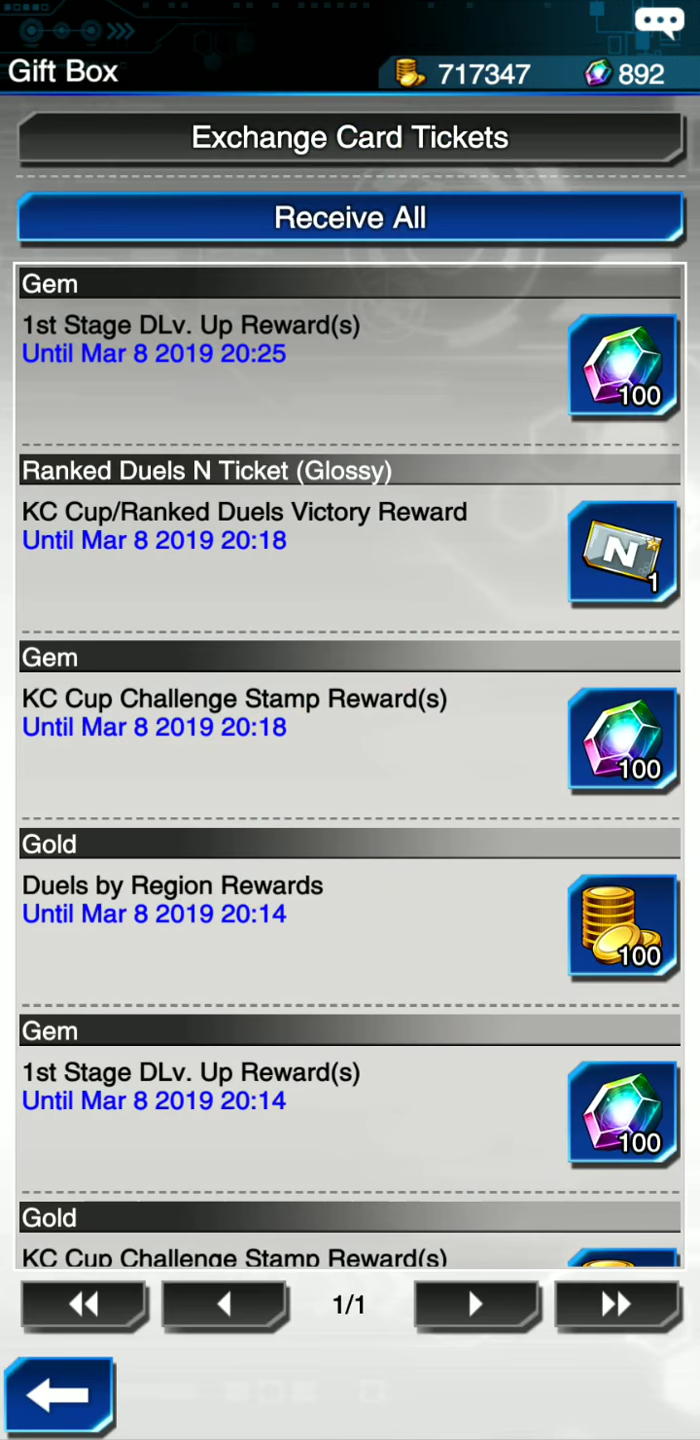 Gift Box
717347
892
Exchange Card Tickets
Receive All
Gem
1st Stage DLv. Up Reward(s)
Until Mar 8 2019 20:25
100
Ranked Duels N Ticket (Glossy)
KC Cup/Ranked Duels Victory Reward
Until Mar 8 2019 20:18
N
1
Gem
KC Cup Challenge Stamp Reward(s)
Until Mar 8 2019 20:18
100
Gold
Duels by Region Rewards
Until Mar 8 2019 20:14
100
Gem
1st Stage DLv. Up Reward(s)
Until Mar 8 2019 20:14
100
Gold
KC Cup Challenge Stamp Reward(s)
1/1